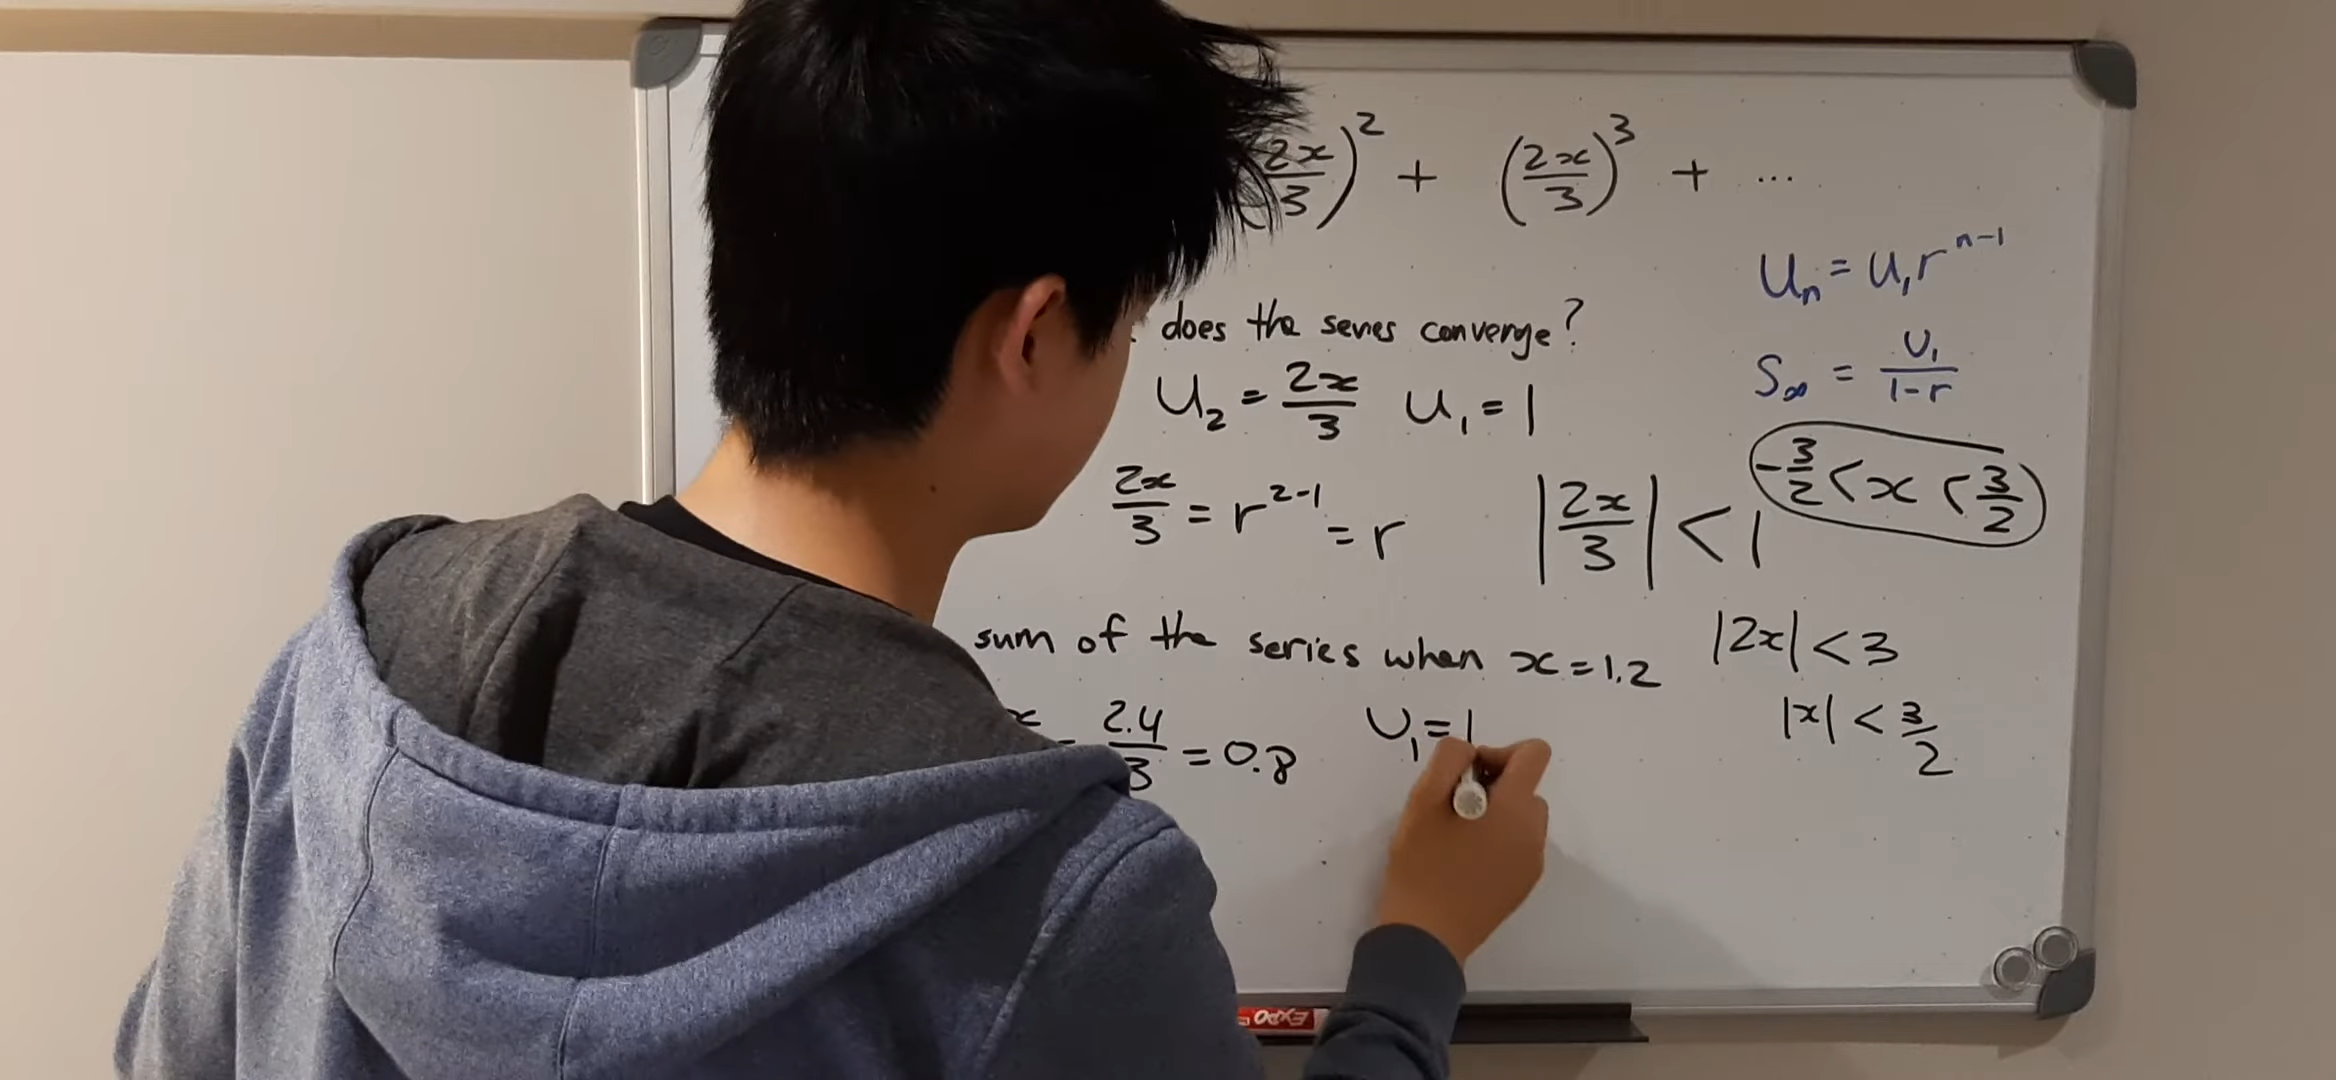 (2x/3)² + (2x/3)³ + ...
Uₙ = U₁rⁿ⁻¹
does the series converge?
S∞ = U₁/1-r
U₂ = 2x/3 U₁ = 1
-3/2 < x < 3/2
2x/3 = r²⁻¹ = r |2x/3| < 1
sum of the series when x = 1.2 |2x| < 3
= 2.4/3 = 0.8 U₁ = 1 |x| < 3/2
EXPO